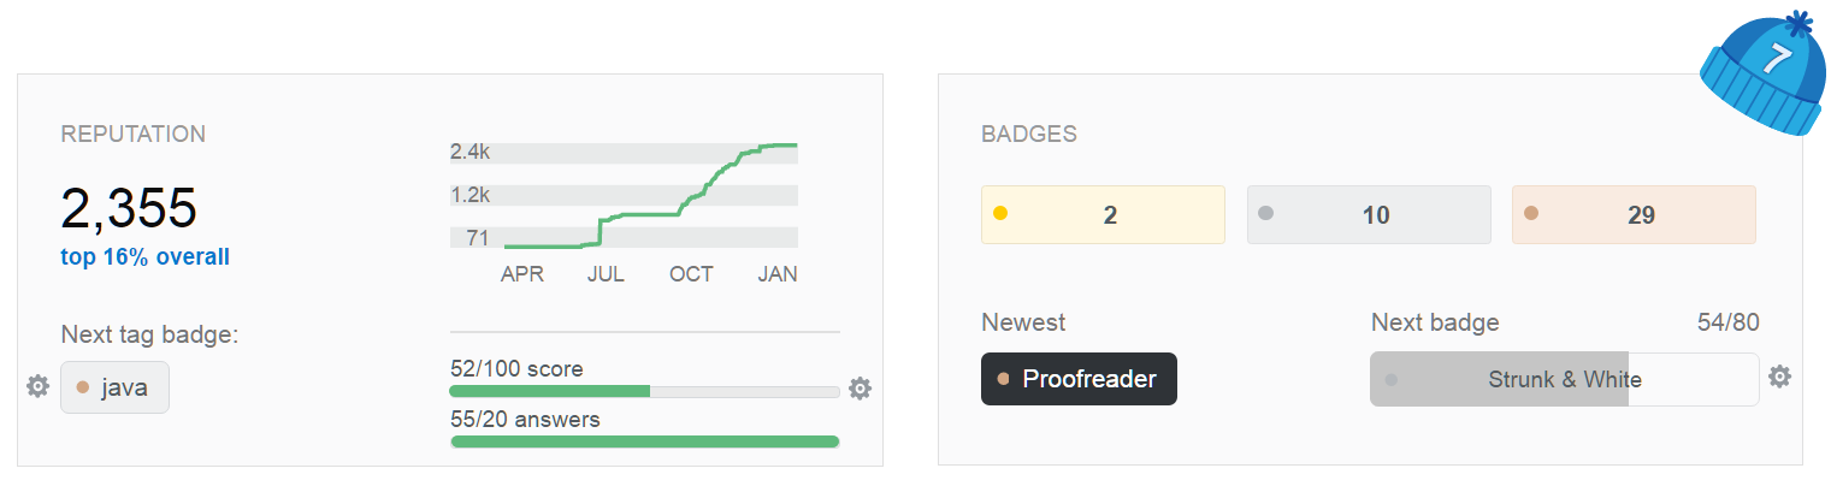 7
REPUTATION
2,355
top 16% overall
2.4k
1.2k
71
APR JUL OCT JAN
Next tag badge:
java
52/100 score
55/20 answers
BADGES
2 10 29
Newest
Proofreader
Next badge 54/80
Strunk & White